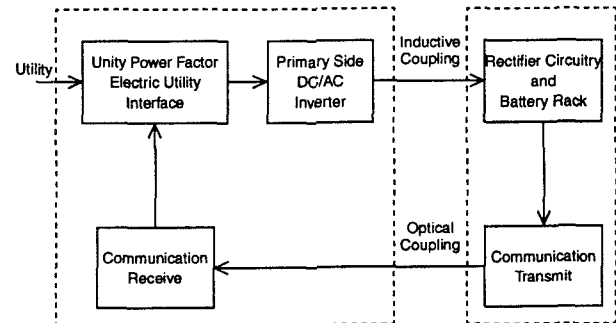 Utility
Unity Power Factor
Electric Utility
Interface
Primary Side
DC/AC
Inverter
Inductive
Coupling
Rectifier Circuitry
and
Battery Rack
Communication
Receive
Optical
Coupling
Communication
Transmit